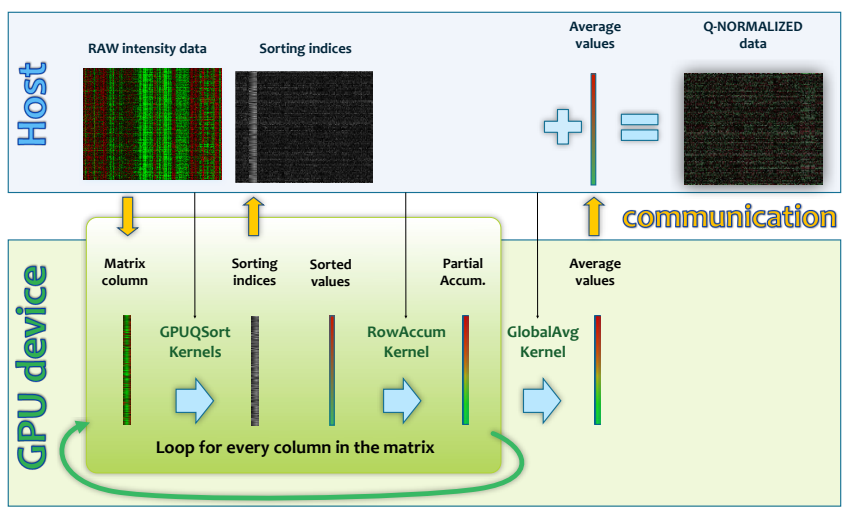 Host
RAW intensity data
Sorting indices
Average
values
Q-NORMALIZED
data
communication
GPU device
Matrix
column
Sorting
indices
Sorted
values
Partial
Accum.
Average
values
GPUQSort
Kernels
RowAccum
Kernel
GlobalAvg
Kernel
Loop for every column in the matrix